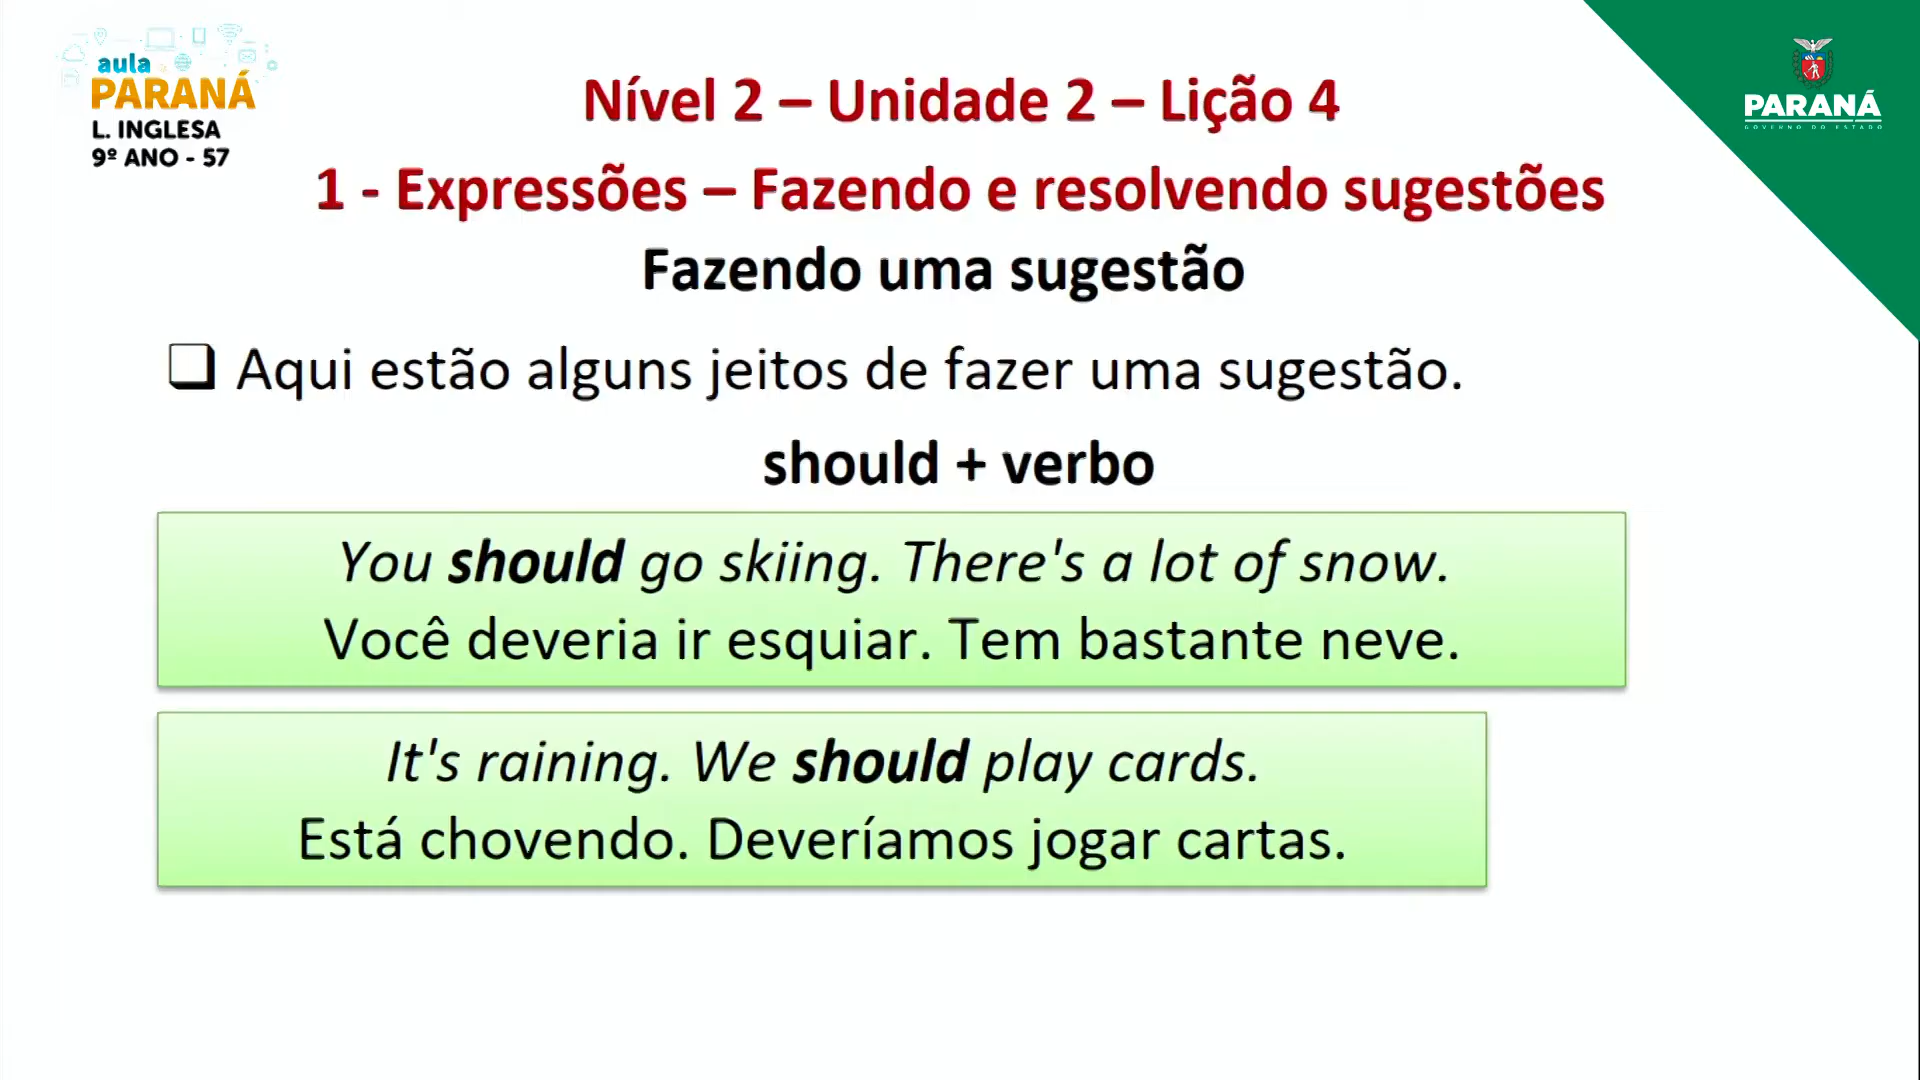 aula
PARANÁ
L. INGLESA
9º ANO - 57
PARANÁ
GOVERNO DO ESTADO
Nível 2 – Unidade 2 – Lição 4
1 - Expressões – Fazendo e resolvendo sugestões
Fazendo uma sugestão
❑ Aqui estão alguns jeitos de fazer uma sugestão.
should + verbo
You should go skiing. There's a lot of snow.
Você deveria ir esquiar. Tem bastante neve.
It's raining. We should play cards.
Está chovendo. Deveríamos jogar cartas.